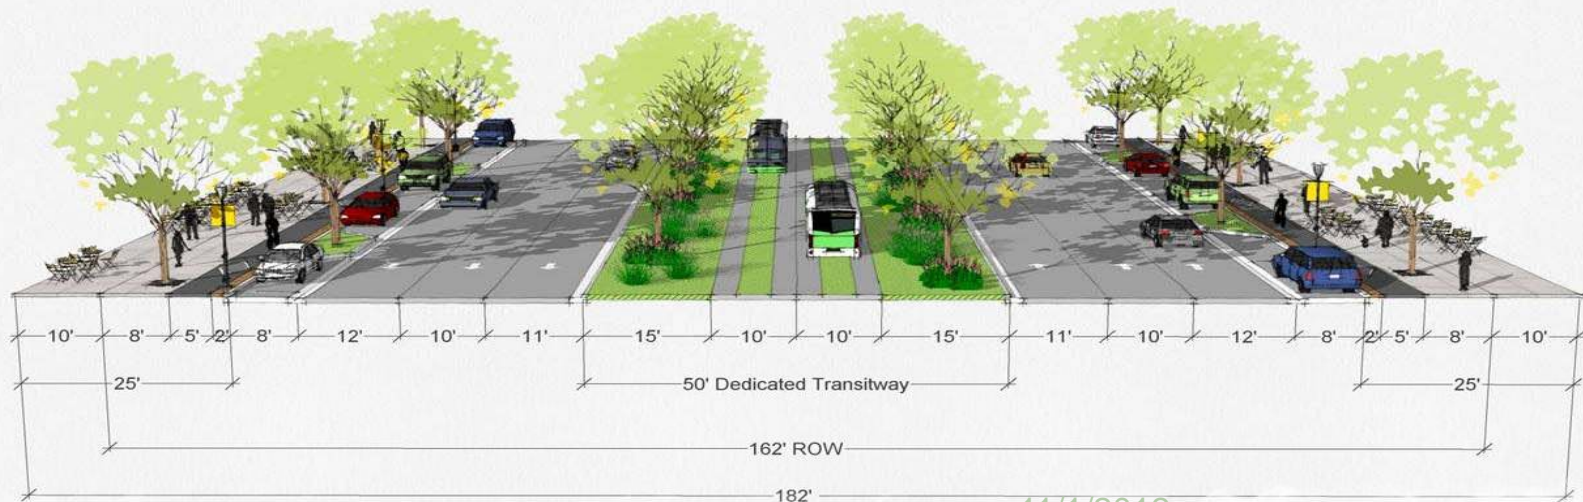 10' 8' 5' 2' 8' 12' 10' 11' 15' 10' 10' 15' 11' 10' 12' 8' 2' 5' 8' 10'
25' 50' Dedicated Transitway 25'
162' ROW
182'